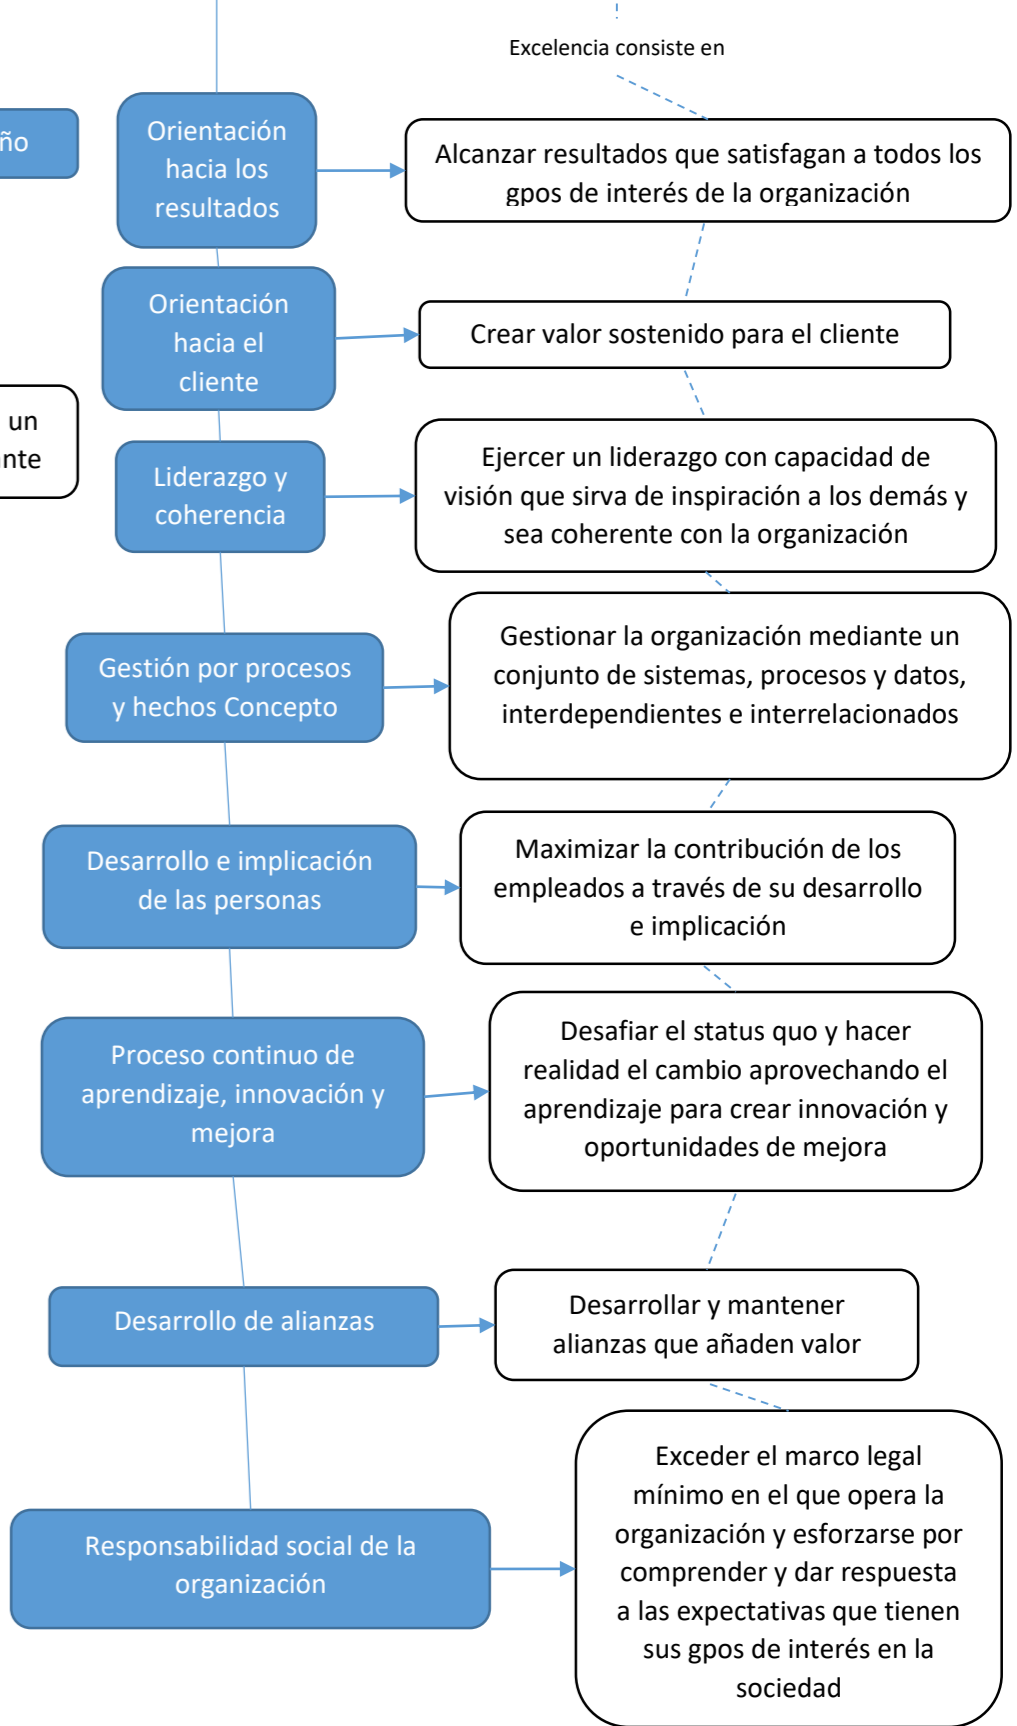 Excelencia consiste en
ño
Orientación
hacia los
resultados
Alcanzar resultados que satisfagan a todos los
gpos de interés de la organización
Orientación
hacia el
cliente
Crear valor sostenido para el cliente
un
nte
Liderazgo y
coherencia
Ejercer un liderazgo con capacidad de
visión que sirva de inspiración a los demás y
sea coherente con la organización
Gestión por procesos
y hechos Concepto
Gestionar la organización mediante un
conjunto de sistemas, procesos y datos,
interdependientes e interrelacionados
Desarrollo e implicación
de las personas
Maximizar la contribución de los
empleados a través de su desarrollo
e implicación
Proceso continuo de
aprendizaje, innovación y
mejora
Desafiar el status quo y hacer
realidad el cambio aprovechando el
aprendizaje para crear innovación y
oportunidades de mejora
Desarrollo de alianzas
Desarrollar y mantener
alianzas que añaden valor
Responsabilidad social de la
organización
Exceder el marco legal
mínimo en el que opera la
organización y esforzarse por
comprender y dar respuesta
a las expectativas que tienen
sus gpos de interés en la
sociedad